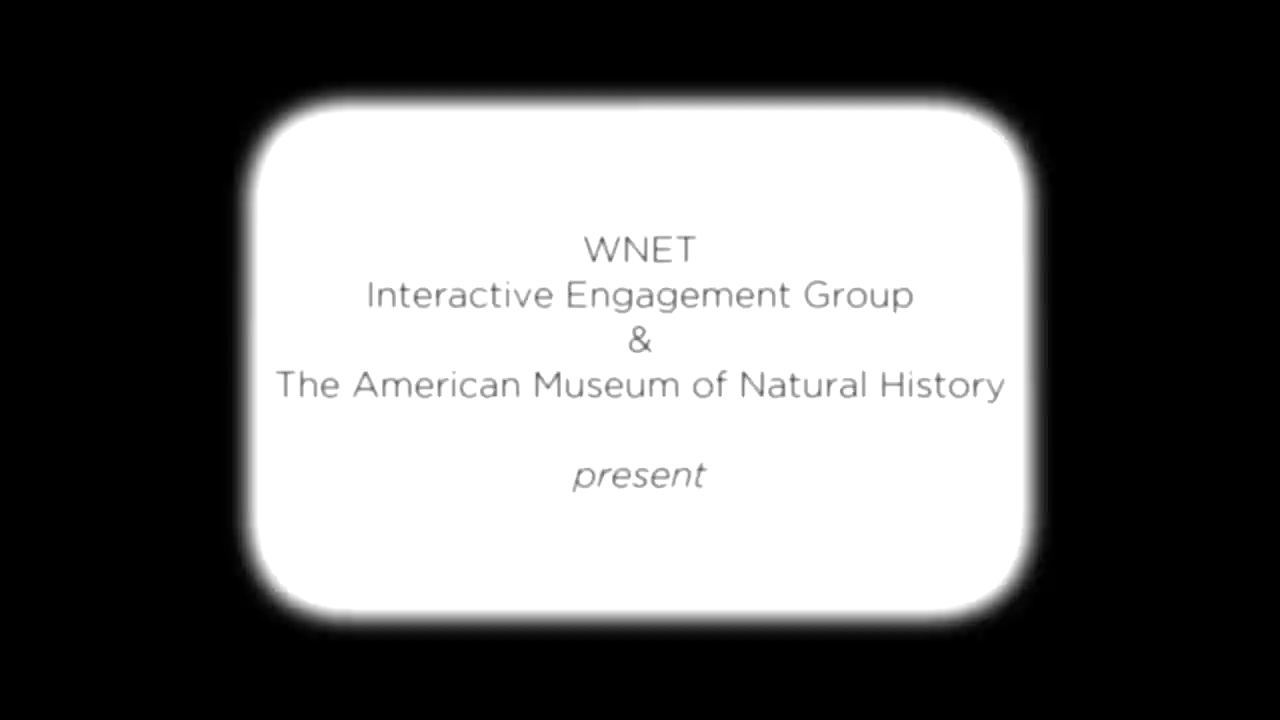 WNET
Interactive Engagement Group
&
The American Museum of Natural History
present